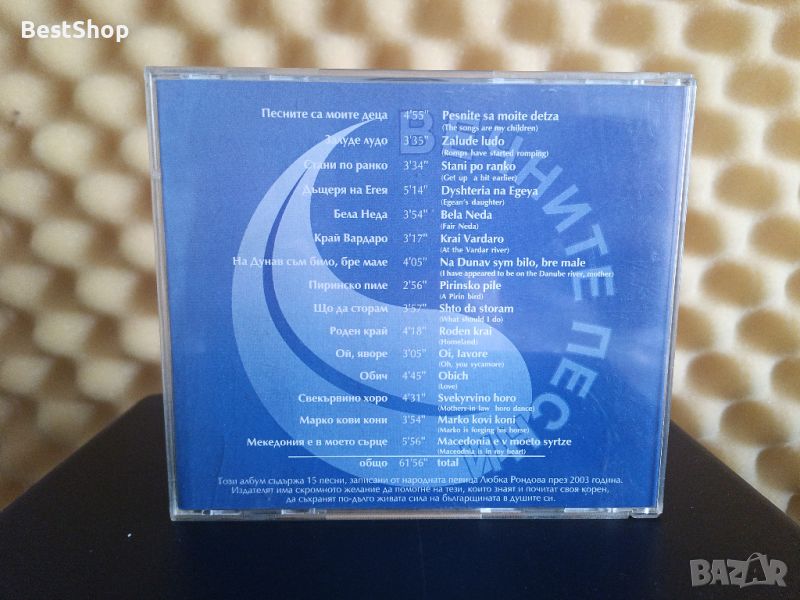 BestShop
ВЕЧНИТЕ ПЕСНИ
Песните са моите деца 4'55" Pesnite sa moite detza
(The songs are my children)
Залуде лудо 3'35" Zalude ludo
(Romps have started romping)
Стани по ранко 3'34" Stani po ranko
(Get up a bit earlier)
Дъщеря на Егея 5'14" Dyshteria na Egeya
(Egean's daughter)
Бела Неда 3'54" Bela Neda
(Fair Neda)
Край Вардаро 3'17" Krai Vardaro
(At the Vardar river)
На Дунав съм било, бре мале 4'05" Na Dunav sym bilo, bre male
(I have appeared to be on the Danube river, mother)
Пиринско пиле 2'56" Pirinsko pile
(A Pirin bird)
Що да сторам 3'57" Shto da storam
(What should I do)
Роден край 4'18" Roden krai
(Homeland)
Ой, яворе 3'05" Oi, Iavore
(Oh, you sycamore)
Обич 4'45" Obich
(Love)
Свекървино хоро 4'31" Svekyrvino horo
(Mothers-in law horo dance)
Марко кови кони 3'54" Marko kovi koni
(Marko is forging his horse)
Мекедония е в моето сърце 5'56" Macedonia e v moeto syrtze
(Maceodnia is in my heart)
общо 61'56" total
Този албум съдържа 15 песни, записани от народната певица Любка Рондова през 2003 година.
Издателят има скромното желание да помогне на тези, които знаят и почитат своя корен,
да съхранят по-дълго живата сила на българщината в душите си.
BAZAR